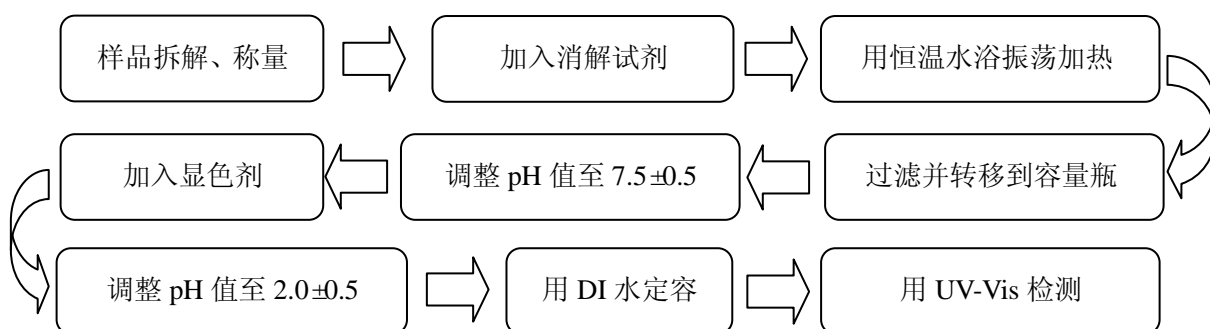 样品拆解、称量
加入消解试剂
用恒温水浴振荡加热
过滤并转移到容量瓶
调整 pH 值至 7.5±0.5
加入显色剂
调整 pH 值至 2.0±0.5
用 DI 水定容
用 UV-Vis 检测